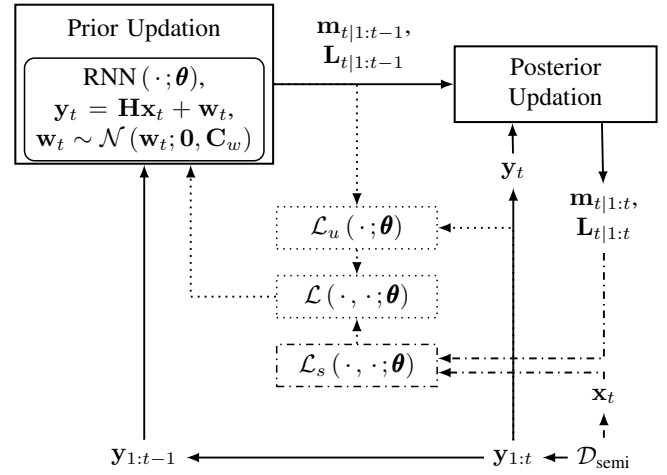 Prior Updation
RNN (· ; θ),
y_t = Hx_t + w_t,
w_t ∼ 𝒩 (w_t; 0, C_w)
m_{t|1:t−1},
L_{t|1:t−1}
Posterior
Updation
y_t
m_{t|1:t},
L_{t|1:t}
ℒ_u (· ; θ)
ℒ (· , · ; θ)
ℒ_s (· , · ; θ)
x_t
y_{1:t−1}
y_{1:t}
𝒟_semi